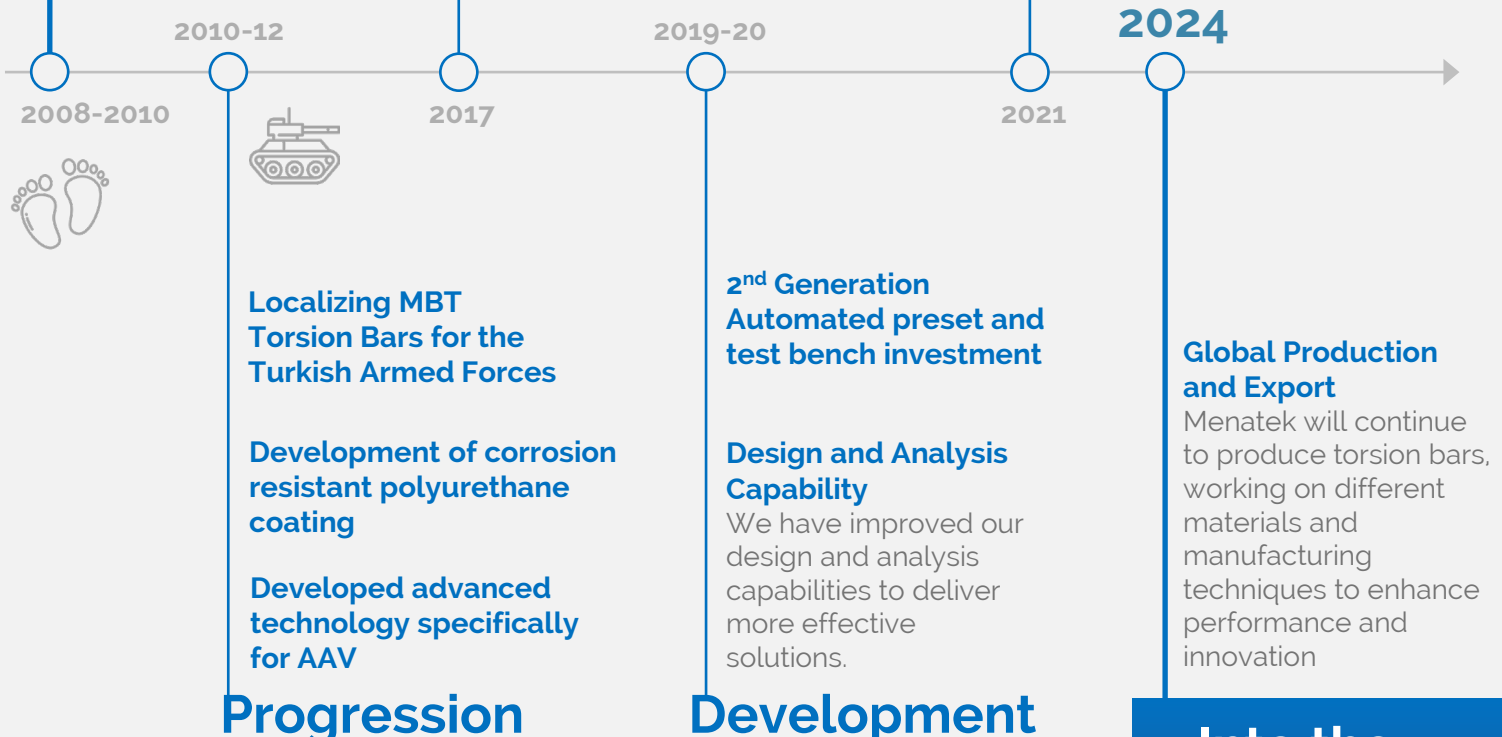 2010-12
2019-20
2024
2008-2010
2017
2021
Localizing MBT
Torsion Bars for the
Turkish Armed Forces
Development of corrosion
resistant polyurethane
coating
Developed advanced
technology specifically
for AAV
Progression
2nd Generation
Automated preset and
test bench investment
Design and Analysis
Capability
We have improved our
design and analysis
capabilities to deliver
more effective
solutions.
Development
Global Production
and Export
Menatek will continue
to produce torsion bars,
working on different
materials and
manufacturing
techniques to enhance
performance and
innovation
Into the